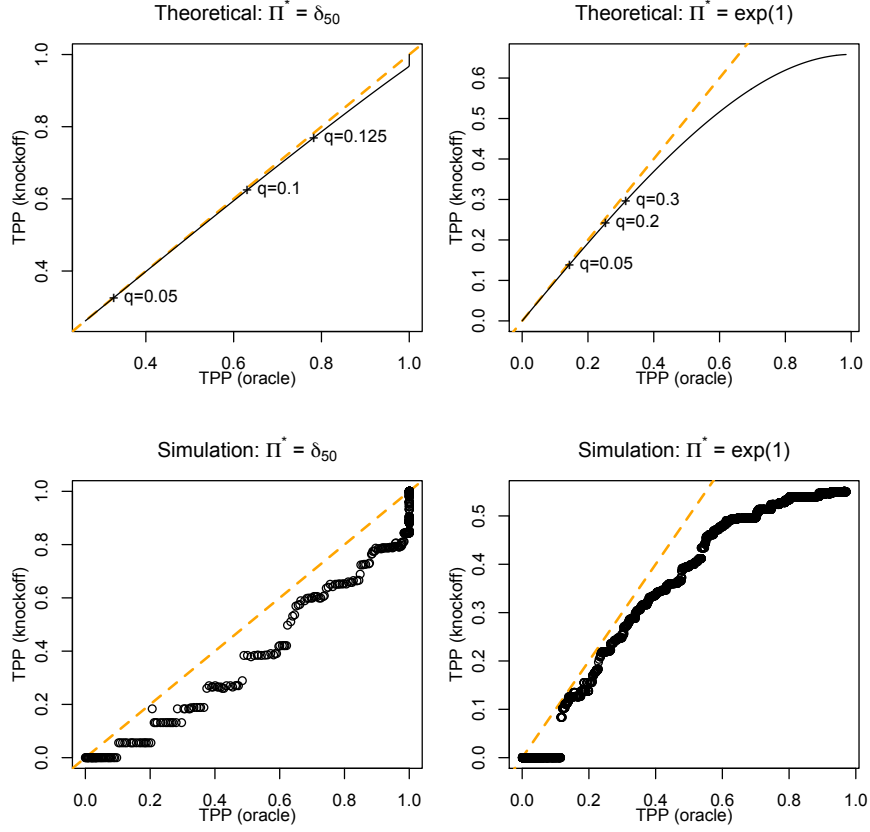 Theoretical: Π* = δ50
TPP (knockoff)
1.0
0.8
0.6
0.4
q=0.125
q=0.1
q=0.05
0.4 0.6 0.8 1.0
TPP (oracle)
Theoretical: Π* = exp(1)
TPP (knockoff)
0.6
0.5
0.4
0.3
0.2
0.1
0.0
q=0.3
q=0.2
q=0.05
0.0 0.2 0.4 0.6 0.8 1.0
TPP (oracle)
Simulation: Π* = δ50
TPP (knockoff)
1.0
0.8
0.6
0.4
0.2
0.0
0.0 0.2 0.4 0.6 0.8 1.0
TPP (oracle)
Simulation: Π* = exp(1)
TPP (knockoff)
0.5
0.4
0.3
0.2
0.1
0.0
0.0 0.2 0.4 0.6 0.8 1.0
TPP (oracle)